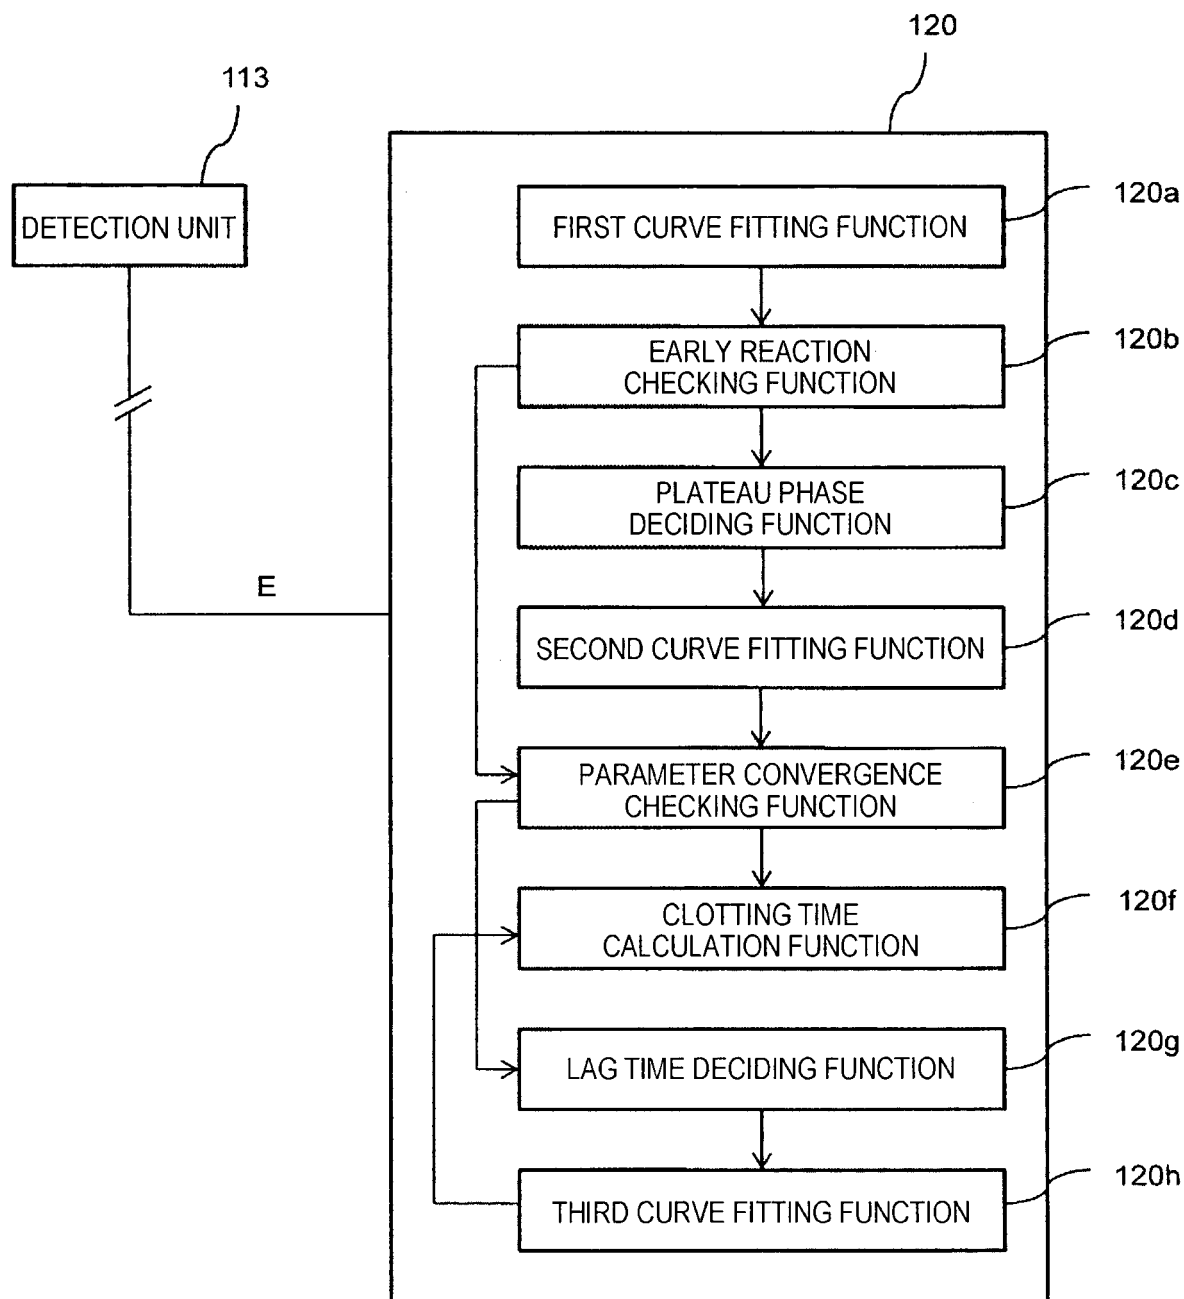 120
113
DETECTION UNIT
E
FIRST CURVE FITTING FUNCTION
120a
EARLY REACTION
CHECKING FUNCTION
120b
PLATEAU PHASE
DECIDING FUNCTION
120c
SECOND CURVE FITTING FUNCTION
120d
PARAMETER CONVERGENCE
CHECKING FUNCTION
120e
CLOTTING TIME
CALCULATION FUNCTION
120f
LAG TIME DECIDING FUNCTION
120g
THIRD CURVE FITTING FUNCTION
120h